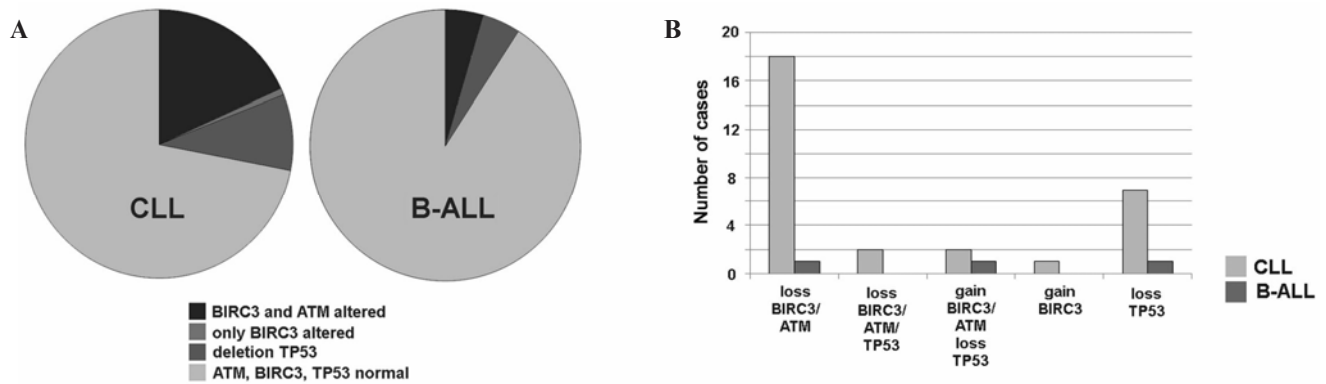 A
CLL
B-ALL
BIRC3 and ATM altered
only BIRC3 altered
deletion TP53
ATM, BIRC3, TP53 normal
B
Number of cases
20
16
12
8
4
0
loss
BIRC3/
ATM
loss
BIRC3/
ATM/
TP53
gain
BIRC3/
ATM
loss
TP53
gain
BIRC3
loss
TP53
CLL
B-ALL